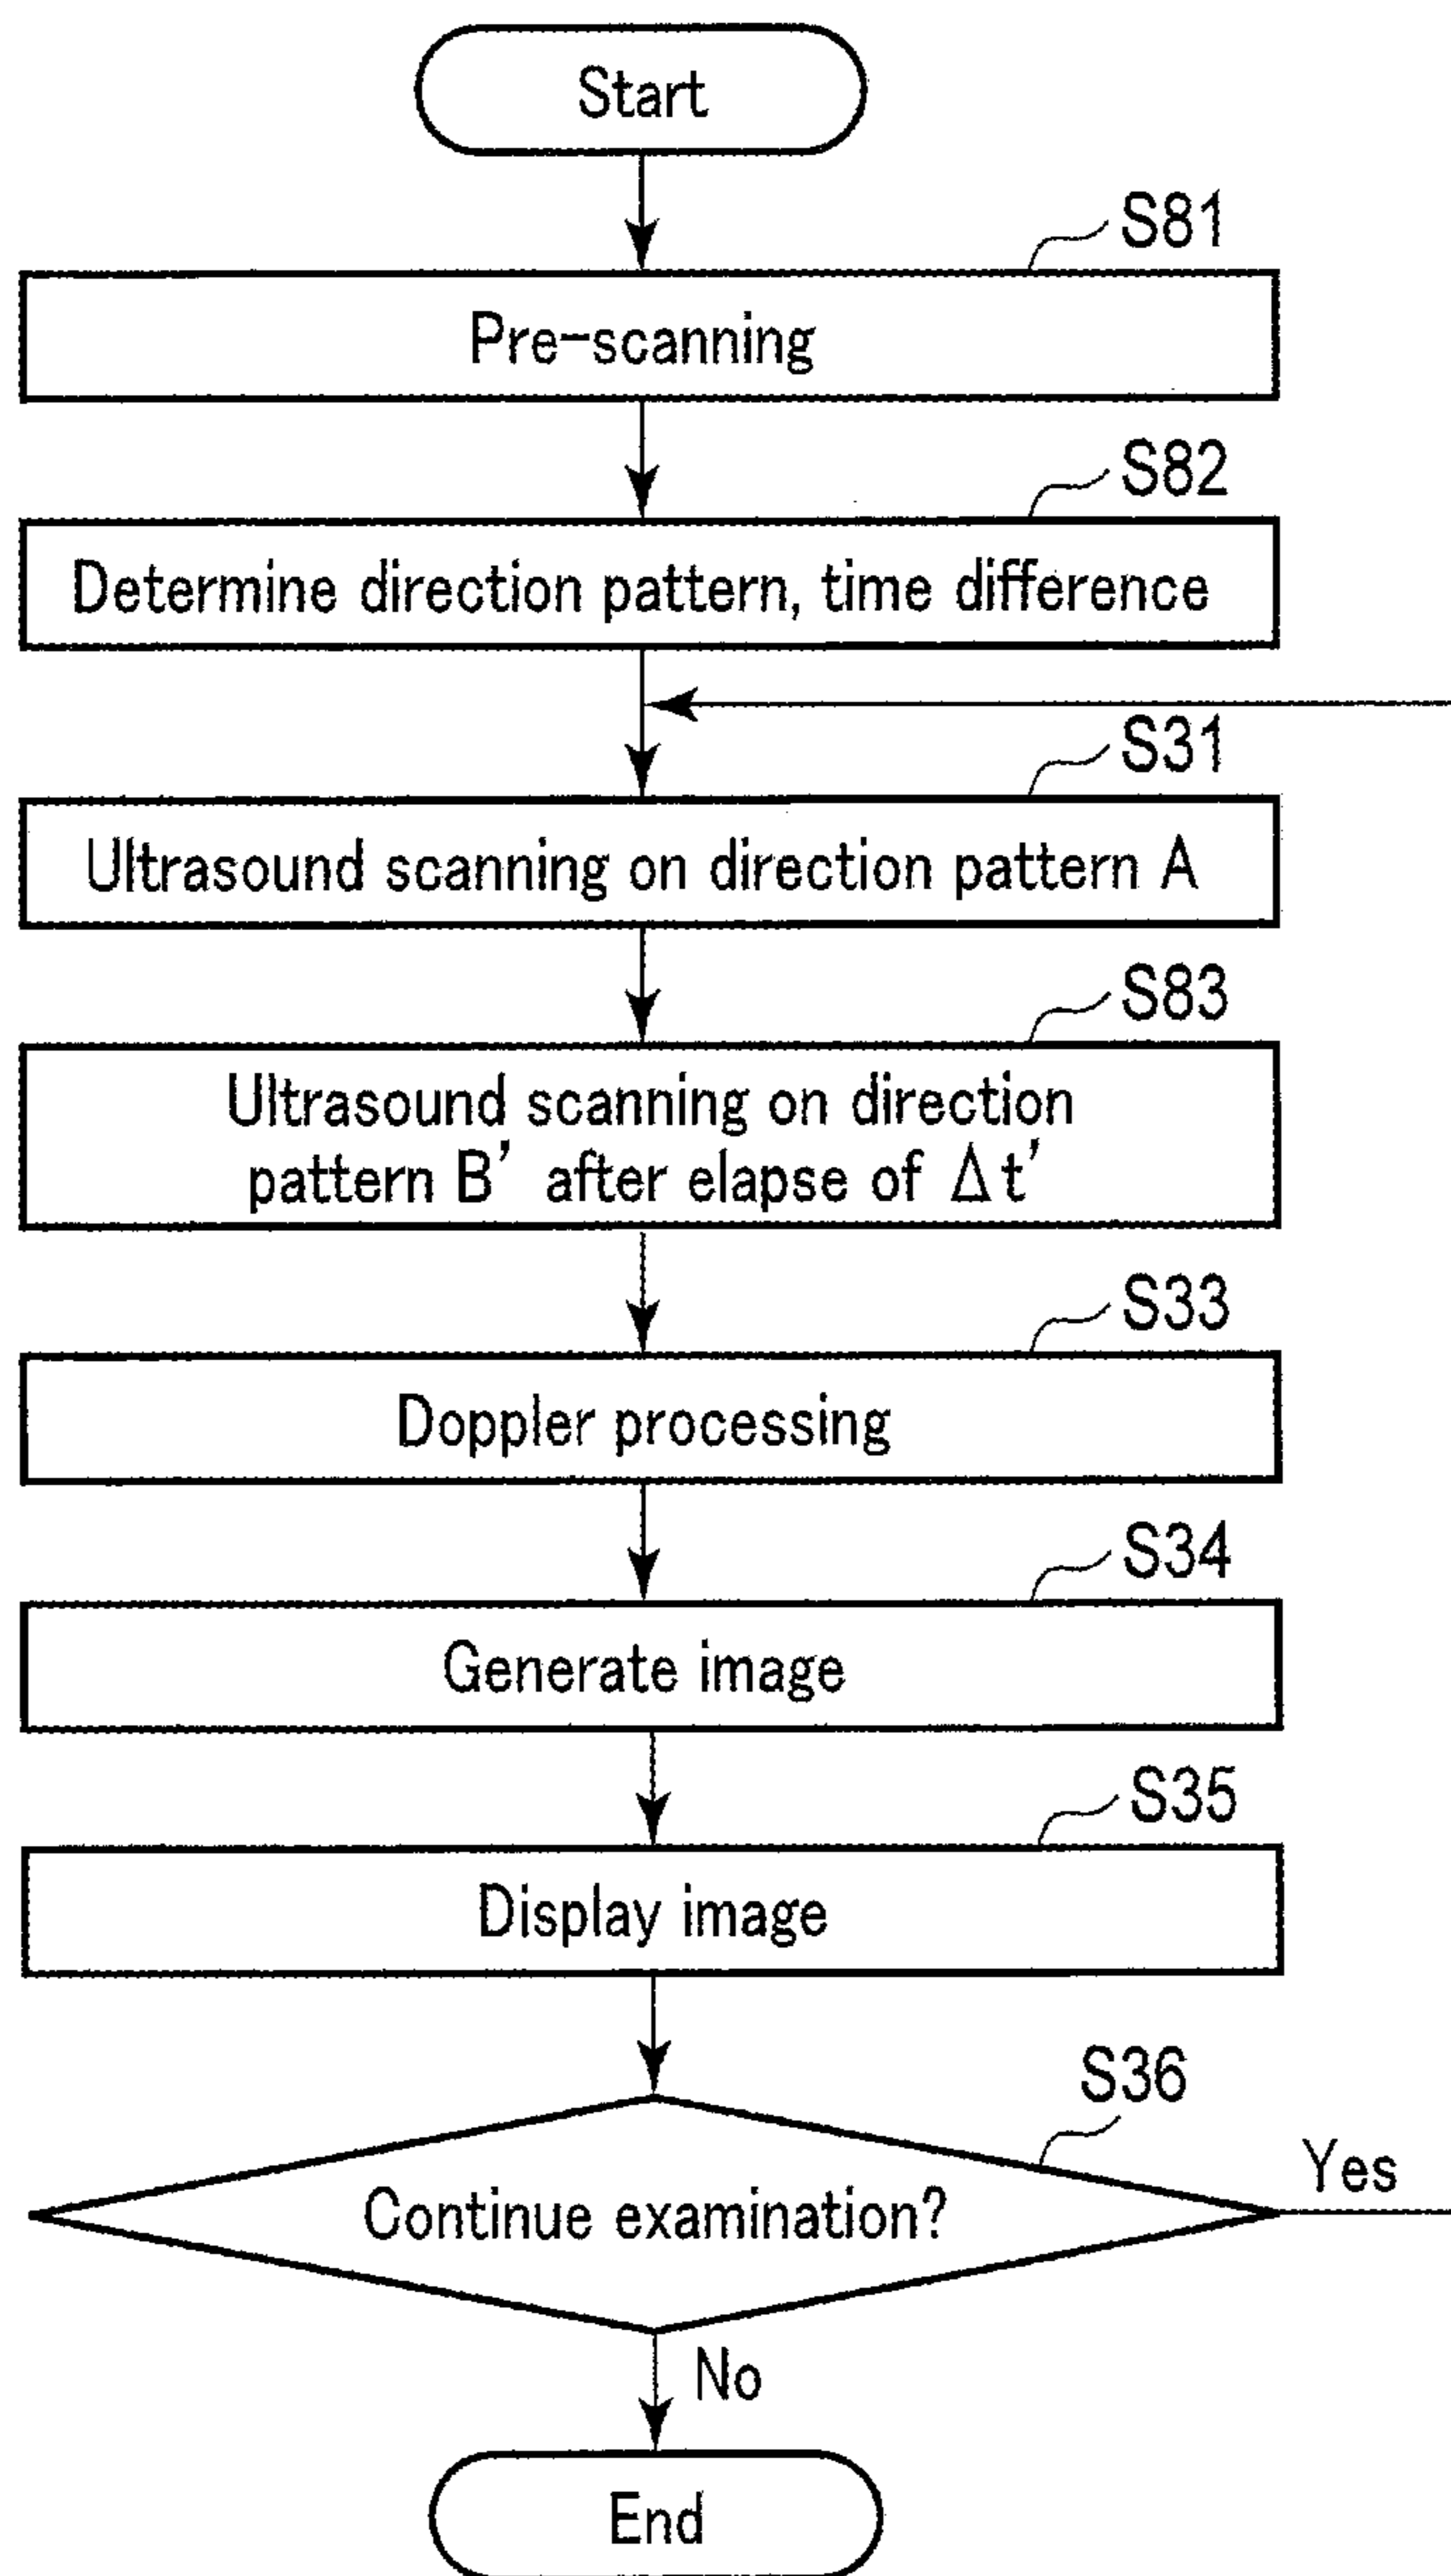 Start
S81
Pre-scanning
S82
Determine direction pattern, time difference
S31
Ultrasound scanning on direction pattern A
S83
Ultrasound scanning on direction
pattern B' after elapse of Δt'
S33
Doppler processing
S34
Generate image
S35
Display image
S36
Continue examination?
Yes
No
End